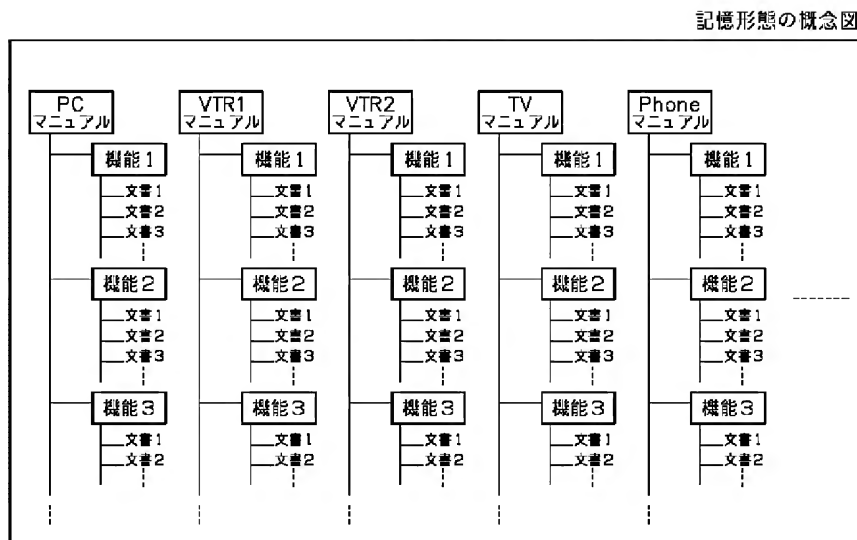 記憶形態の概念図
PC
マニュアル
機能1
文書1
文書2
文書3
機能2
文書1
文書2
文書3
機能3
文書1
文書2
VTR1
マニュアル
機能1
文書1
文書2
文書3
機能2
文書1
文書2
文書3
機能3
文書1
文書2
VTR2
マニュアル
機能1
文書1
文書2
文書3
機能2
文書1
文書2
文書3
機能3
文書1
文書2
TV
マニュアル
機能1
文書1
文書2
文書3
機能2
文書1
文書2
文書3
機能3
文書1
文書2
Phone
マニュアル
機能1
文書1
文書2
文書3
機能2
文書1
文書2
文書3
機能3
文書1
文書2